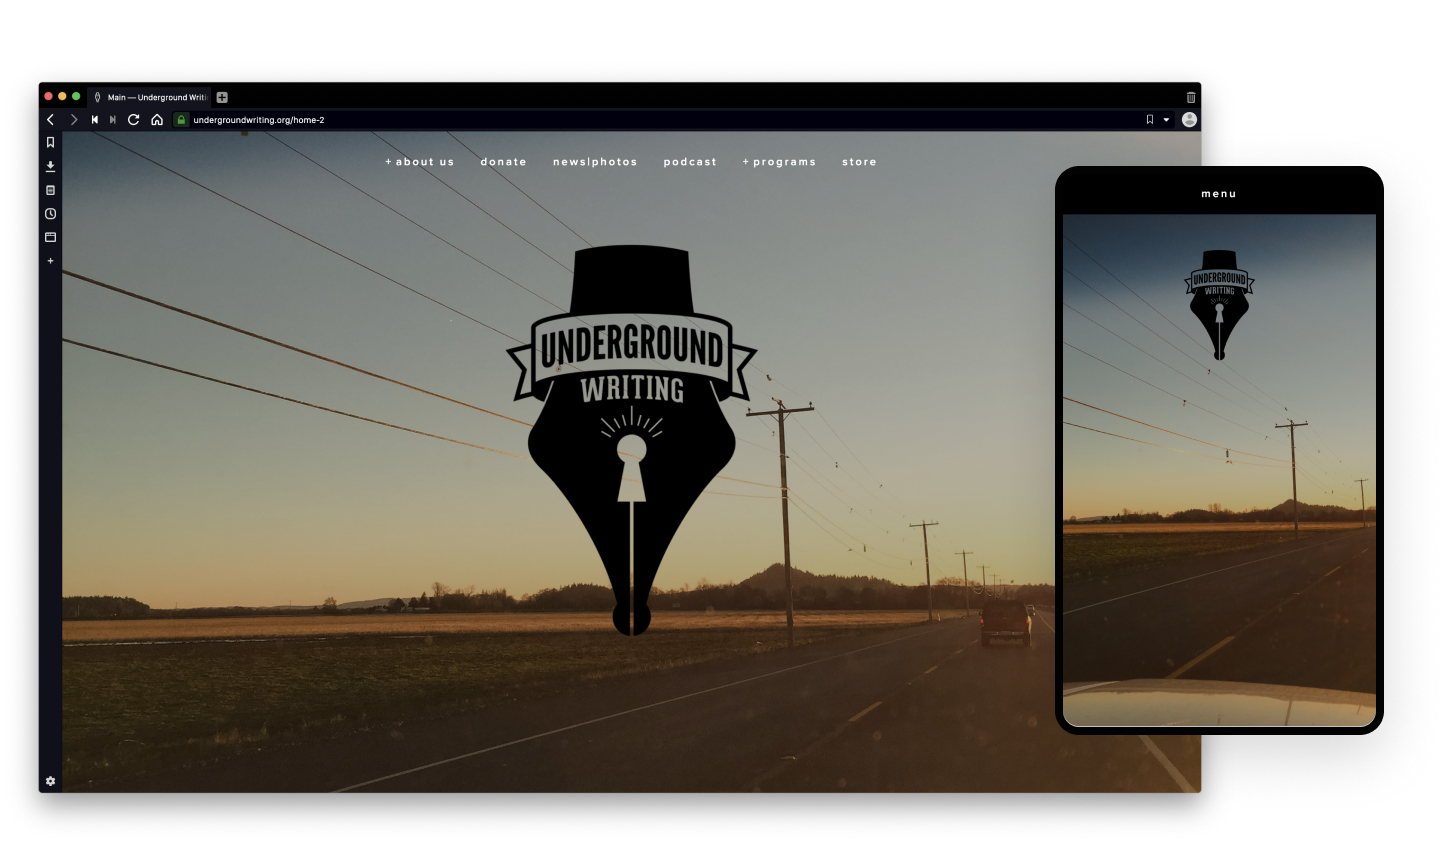 Main — Underground Writi
undergroundwriting.org/home-2
+ about us donate news|photos podcast + programs store
UNDERGROUND
WRITING
menu
UNDERGROUND
WRITING